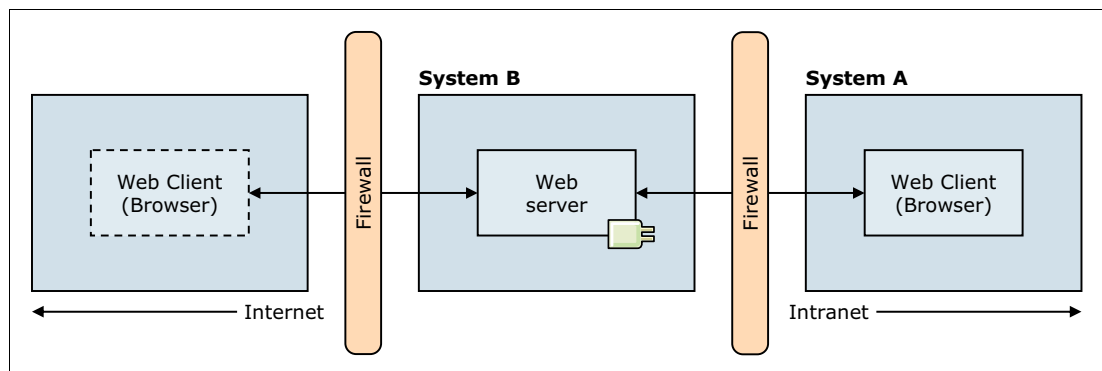 System B
System A
Web Client
(Browser)
Firewall
Web
server
Firewall
Web Client
(Browser)
Internet
Intranet